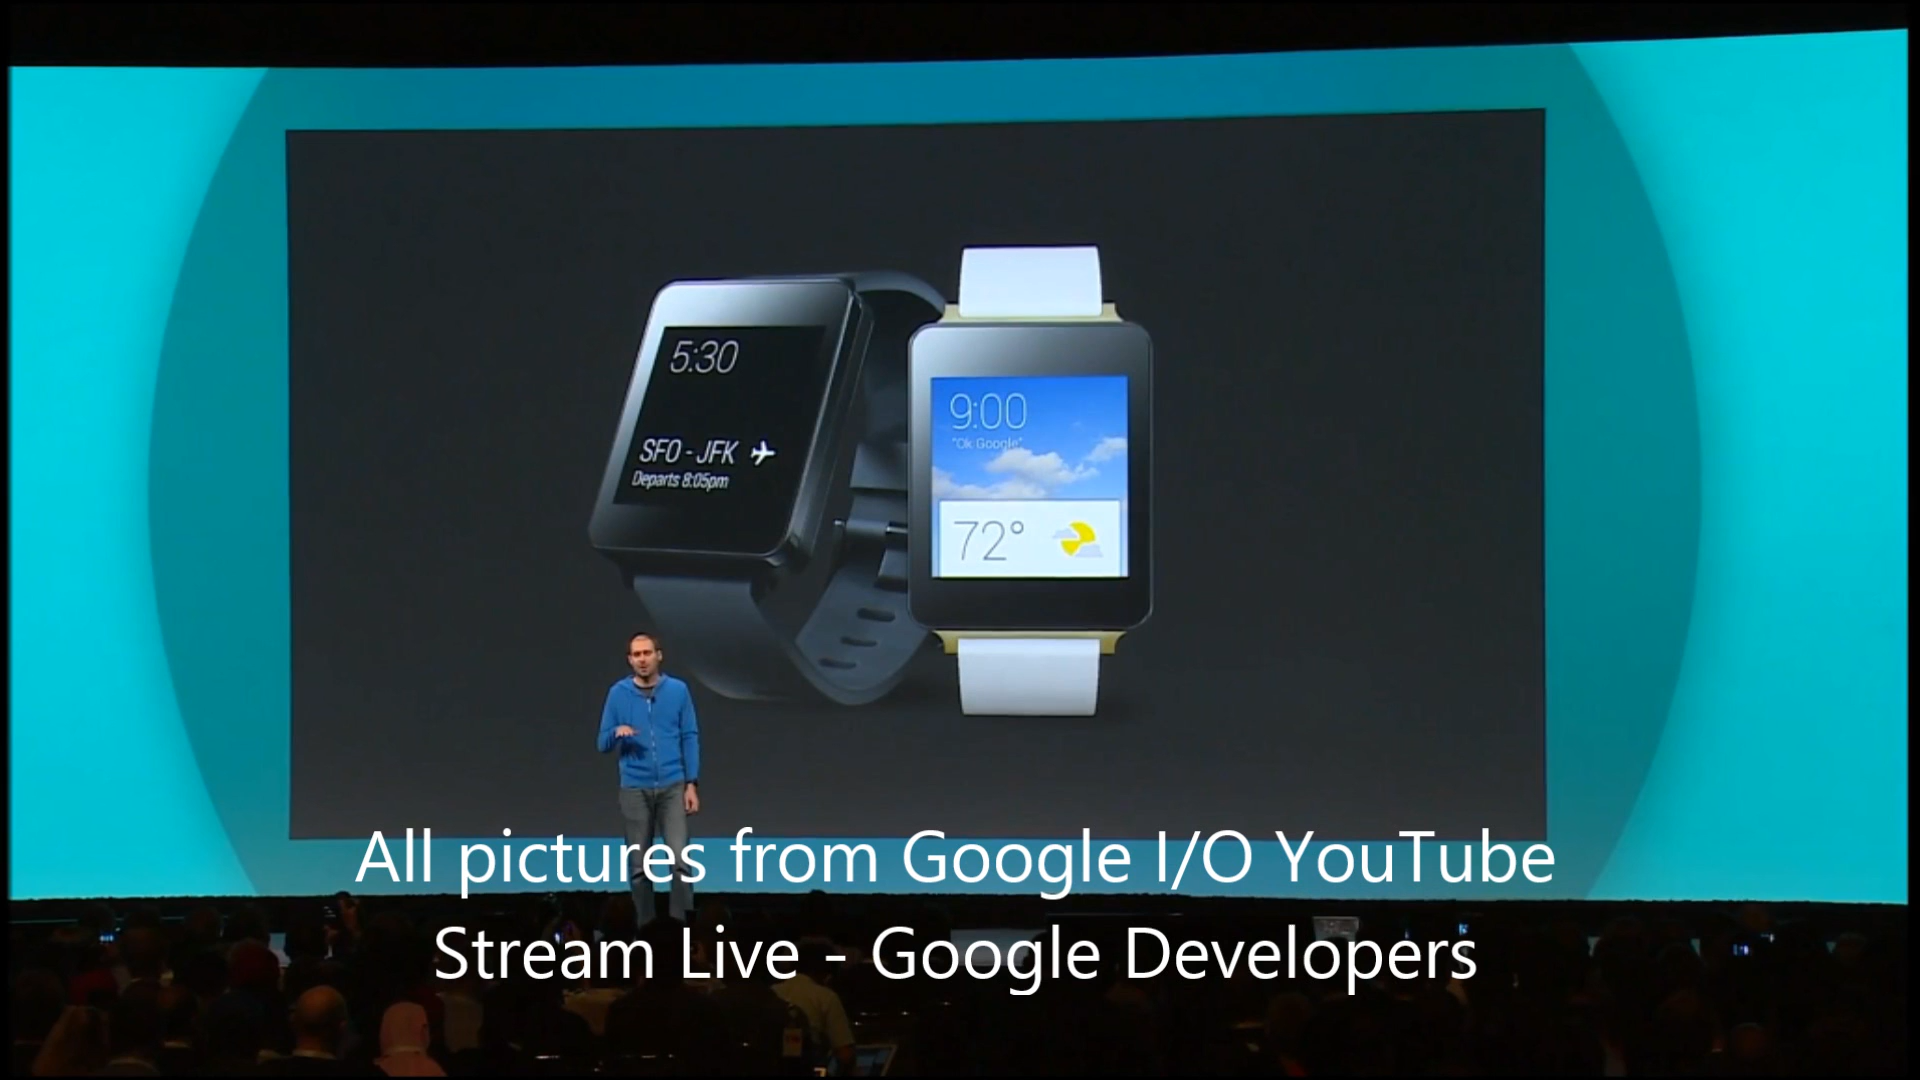 5:30
SFO - JFK
Departs 8:05pm
9:00
"Ok Google"
72°
All pictures from Google I/O YouTube
Stream Live - Google Developers